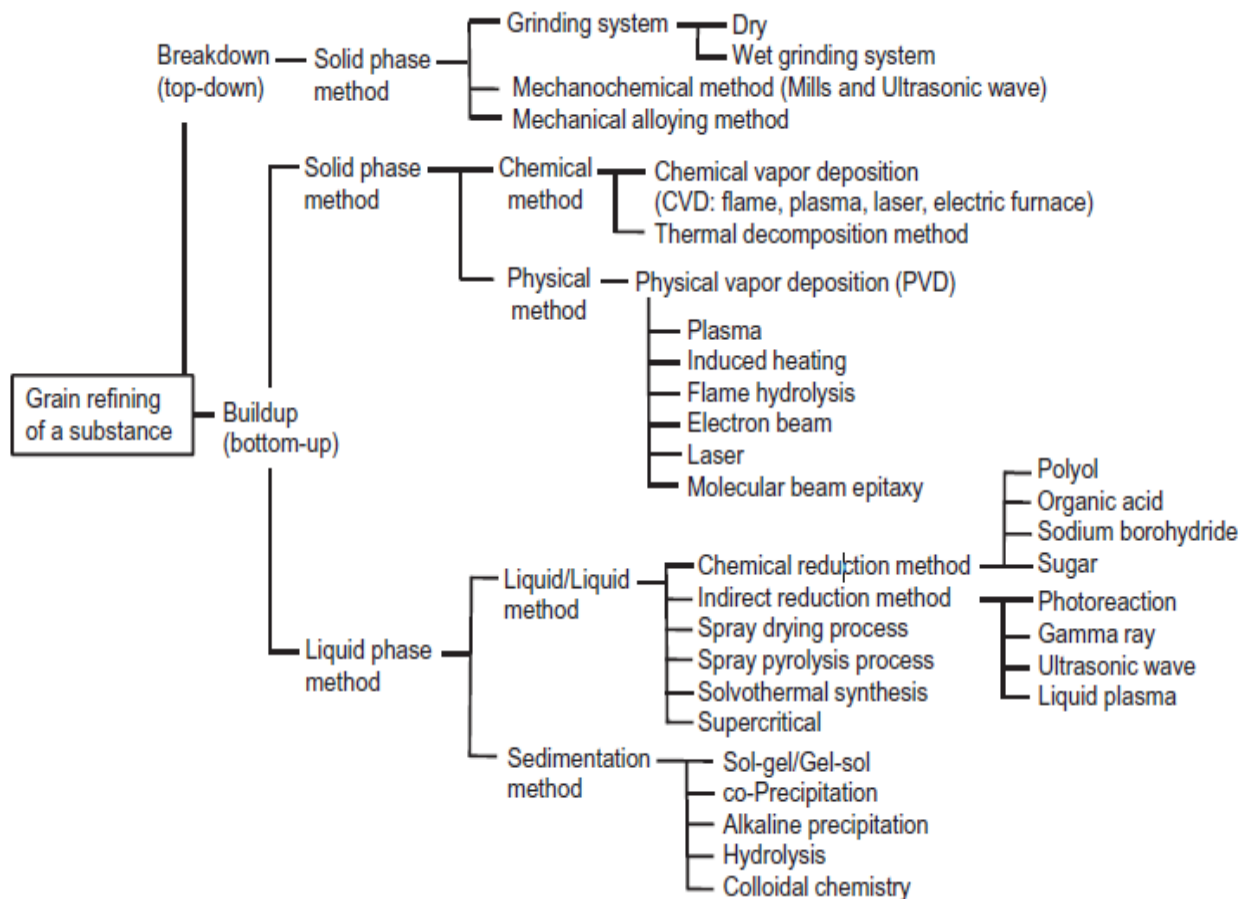 Grinding system
Dry
Wet grinding system
Breakdown
(top-down)
Solid phase
method
Mechanochemical method (Mills and Ultrasonic wave)
Mechanical alloying method
Solid phase
method
Chemical
method
Chemical vapor deposition
(CVD: flame, plasma, laser, electric furnace)
Thermal decomposition method
Physical
method
Physical vapor deposition (PVD)
Plasma
Induced heating
Flame hydrolysis
Electron beam
Laser
Molecular beam epitaxy
Grain refining
of a substance
Buildup
(bottom-up)
Liquid phase
method
Liquid/Liquid
method
Chemical reduction method
Polyol
Organic acid
Sodium borohydride
Sugar
Indirect reduction method
Photoreaction
Gamma ray
Ultrasonic wave
Liquid plasma
Spray drying process
Spray pyrolysis process
Solvothermal synthesis
Supercritical
Sedimentation
method
Sol-gel/Gel-sol
co-Precipitation
Alkaline precipitation
Hydrolysis
Colloidal chemistry